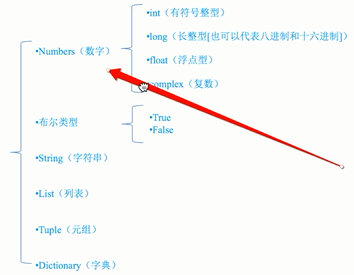 •int（有符号整型）
•long（长整型[也可以代表八进制和十六进制]）
•Numbers（数字）
•float（浮点型）
•complex（复数）
•布尔类型
•True
•False
•String（字符串）
•List（列表）
•Tuple（元组）
•Dictionary（字典）